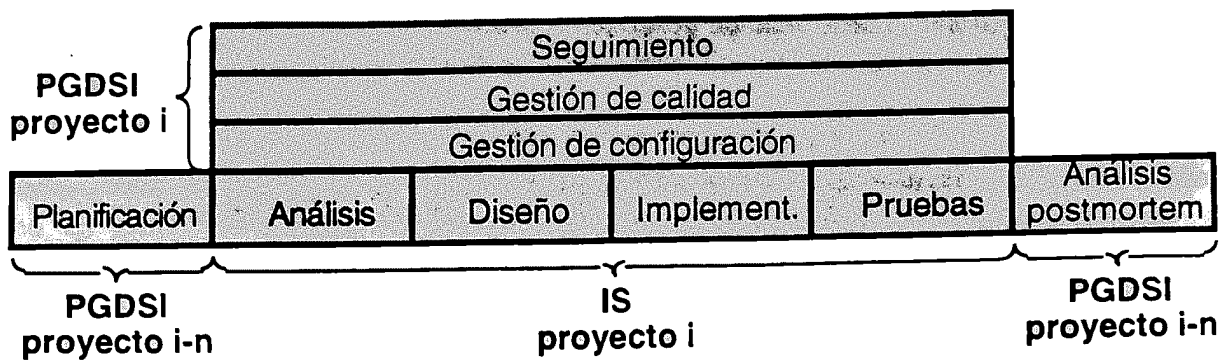 Seguimiento
Gestión de calidad
Gestión de configuración
PGDSI
proyecto i
Planificación
Análisis
Diseño
Implement.
Pruebas
Análisis
postmortem
PGDSI
proyecto i-n
IS
proyecto i
PGDSI
proyecto i-n